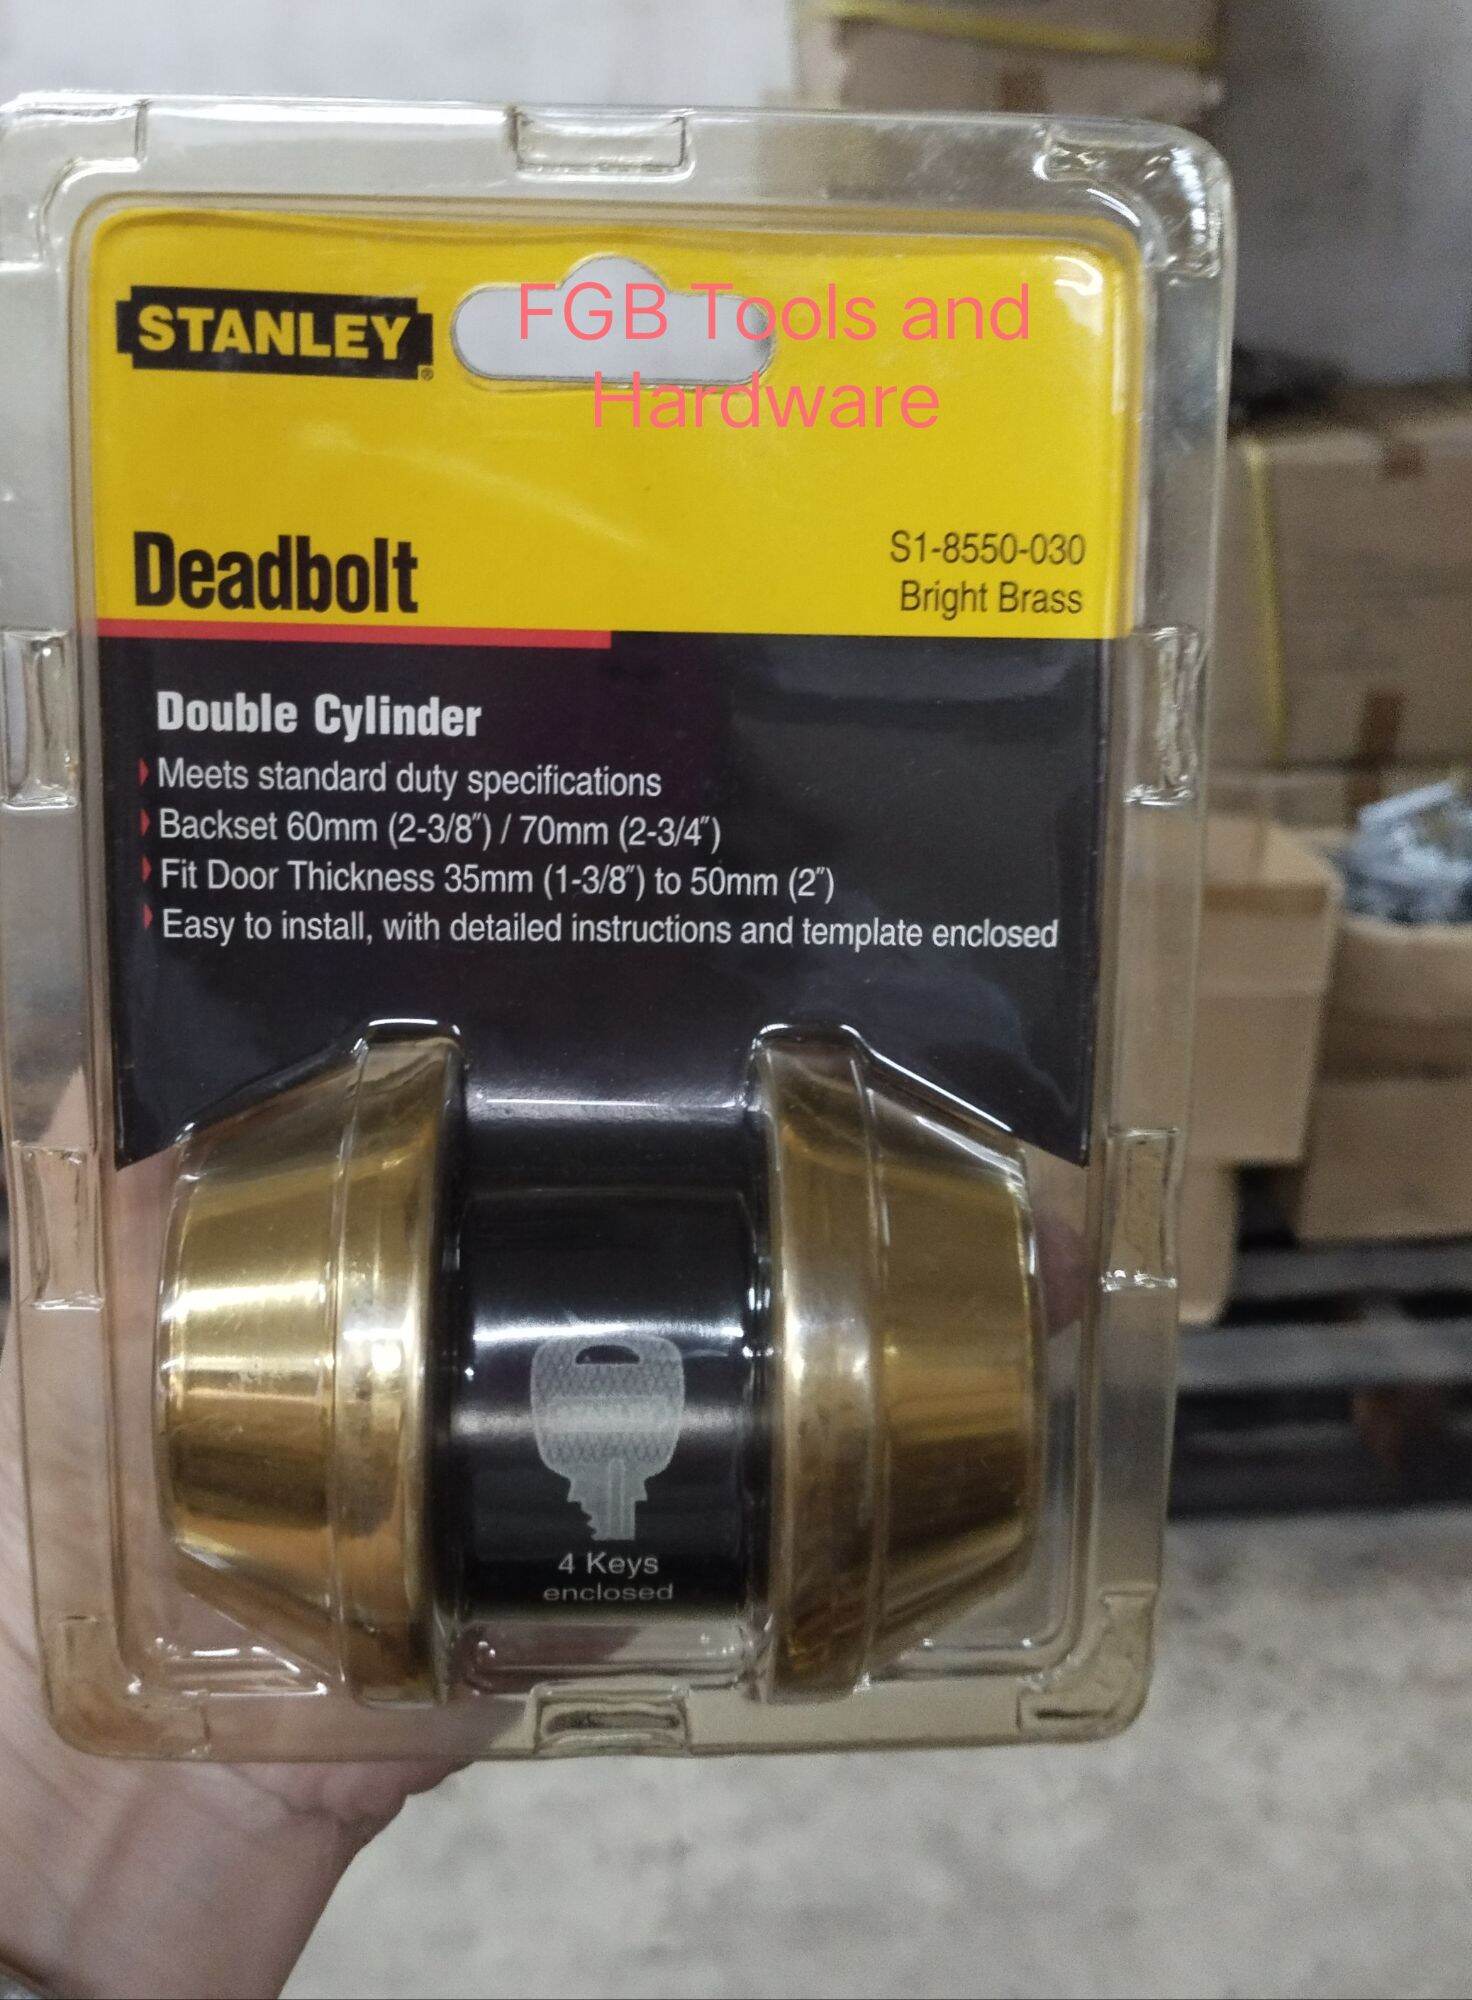 STANLEY®
FGB Tools and
Hardware
Deadbolt
S1-8550-030
Bright Brass
Double Cylinder
Meets standard duty specifications
Backset 60mm (2-3/8″) / 70mm (2-3/4″)
Fit Door Thickness 35mm (1-3/8″) to 50mm (2″)
Easy to install, with detailed instructions and template enclosed
4 Keys
enclosed